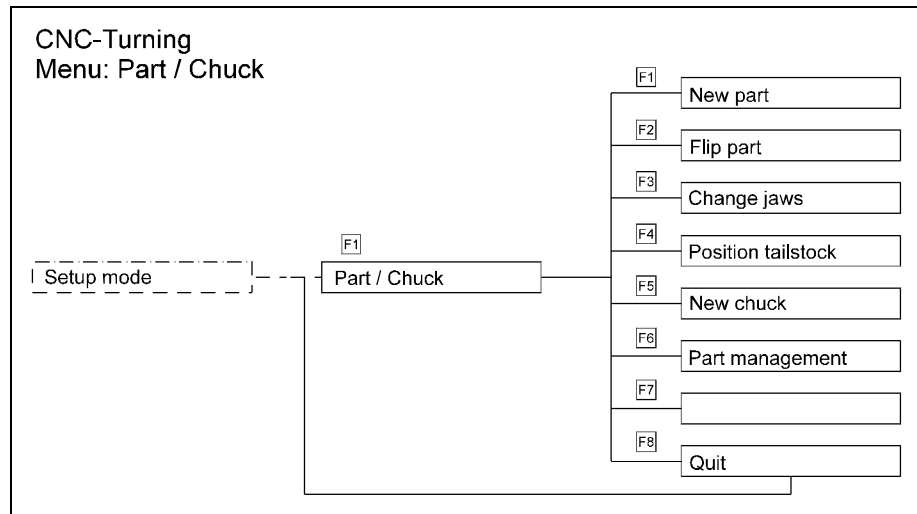 CNC-Turning
Menu: Part / Chuck
F1
New part
F2
Flip part
F3
Change jaws
F4
Position tailstock
F1
Setup mode
Part / Chuck
F5
New chuck
F6
Part management
F7
F8
Quit